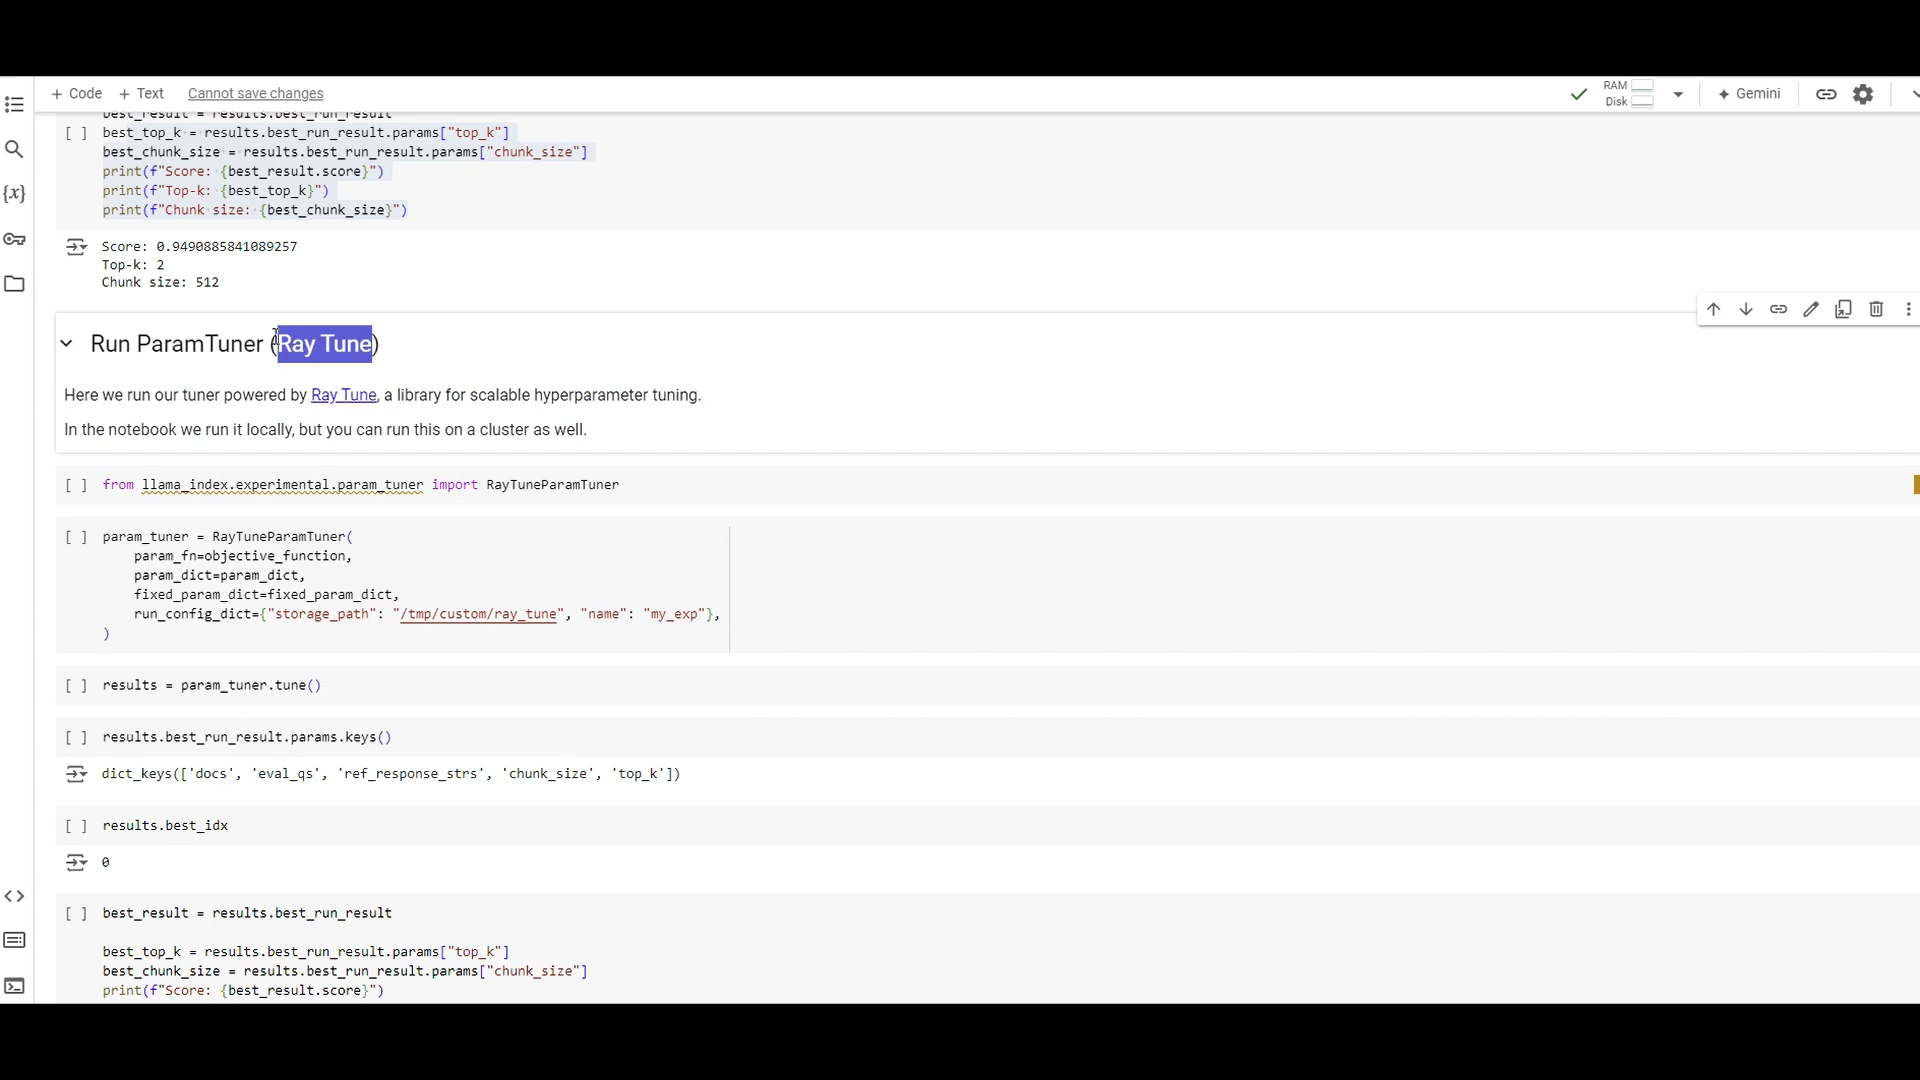 + Code + Text Cannot save changes
RAM
Disk
Gemini
best_result = results.best_run_result
[ ] best_top_k = results.best_run_result.params["top_k"]
best_chunk_size = results.best_run_result.params["chunk_size"]
print(f"Score: {best_result.score}")
print(f"Top-k: {best_top_k}")
print(f"Chunk size: {best_chunk_size}")
Score: 0.9490885841089257
Top-k: 2
Chunk size: 512
Run ParamTuner (Ray Tune)
Here we run our tuner powered by Ray Tune, a library for scalable hyperparameter tuning.
In the notebook we run it locally, but you can run this on a cluster as well.
[ ] from llama_index.experimental.param_tuner import RayTuneParamTuner
[ ] param_tuner = RayTuneParamTuner(
param_fn=objective_function,
param_dict=param_dict,
fixed_param_dict=fixed_param_dict,
run_config_dict={"storage_path": "/tmp/custom/ray_tune", "name": "my_exp"},
)
[ ] results = param_tuner.tune()
[ ] results.best_run_result.params.keys()
dict_keys(['docs', 'eval_qs', 'ref_response_strs', 'chunk_size', 'top_k'])
[ ] results.best_idx
0
[ ] best_result = results.best_run_result
best_top_k = results.best_run_result.params["top_k"]
best_chunk_size = results.best_run_result.params["chunk_size"]
print(f"Score: {best_result.score}")